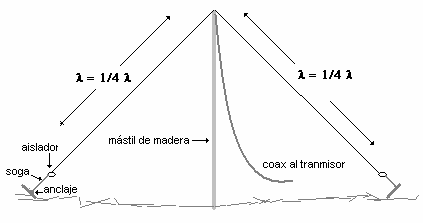 λ = 1/4 λ
λ = 1/4 λ
aislador
mástil de madera
soga
coax al tranmisor
anclaje